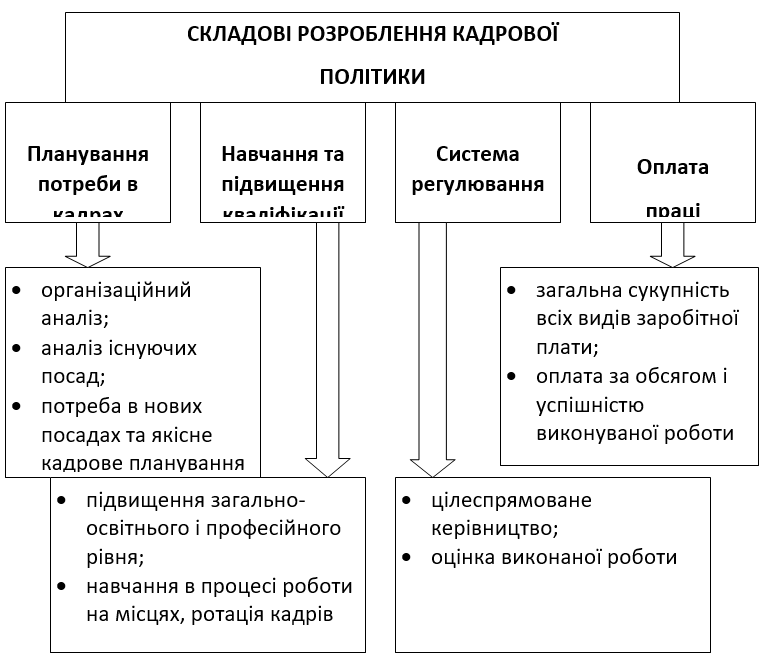 СКЛАДОВІ РОЗРОБЛЕННЯ КАДРОВОЇ
ПОЛІТИКИ
Планування
потреби в
кадрах
Навчання та
підвищення
кваліфікації
Система
регулювання
Оплата
праці
• організаційний
аналіз;
• аналіз існуючих
посад;
• потреба в нових
посадах та якісне
кадрове планування
• загальна сукупність
всіх видів заробітної
плати;
• оплата за обсягом і
успішністю
виконуваної роботи
• підвищення загально-
освітнього і професійного
рівня;
• навчання в процесі роботи
на місцях, ротація кадрів
• цілеспрямоване
керівництво;
• оцінка виконаної роботи